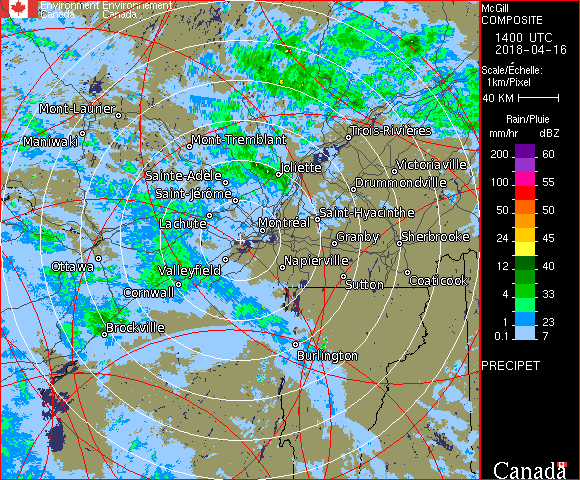 Environment Environnement
Canada Canada
McGill
COMPOSITE
1400 UTC
2018-04-16
Scale/Échelle:
1km/Pixel
40 KM
Rain/Pluie
mm/hr dBZ
200 60
100 55
50 50
24 45
12 40
4 33
1 23
0.1 7
PRECIPET
Canada
Mont-Laurier
Maniwaki
Mont-Tremblant
Trois-Rivières
Sainte-Adèle
Joliette
Victoriaville
Saint-Jérôme
Drummondville
Lachute
Montréal
Saint-Hyacinthe
Granby
Sherbrooke
Ottawa
Valleyfield
Napierville
Cornwall
Sutton
Coaticook
Brockville
Burlington